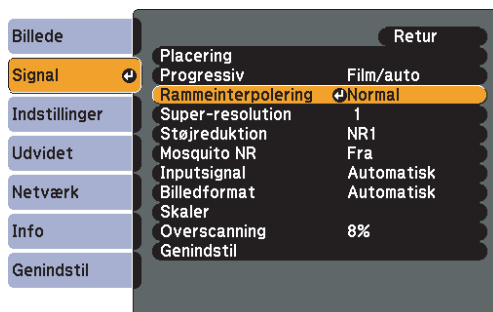 Billede
Signal
Indstillinger
Udvidet
Netværk
Info
Genindstil
Retur
Placering
Progressiv Film/auto
Rammeinterpolering Normal
Super-resolution 1
Støjreduktion NR1
Mosquito NR Fra
Inputsignal Automatisk
Billedformat Automatisk
Skaler
Overscanning 8%
Genindstil